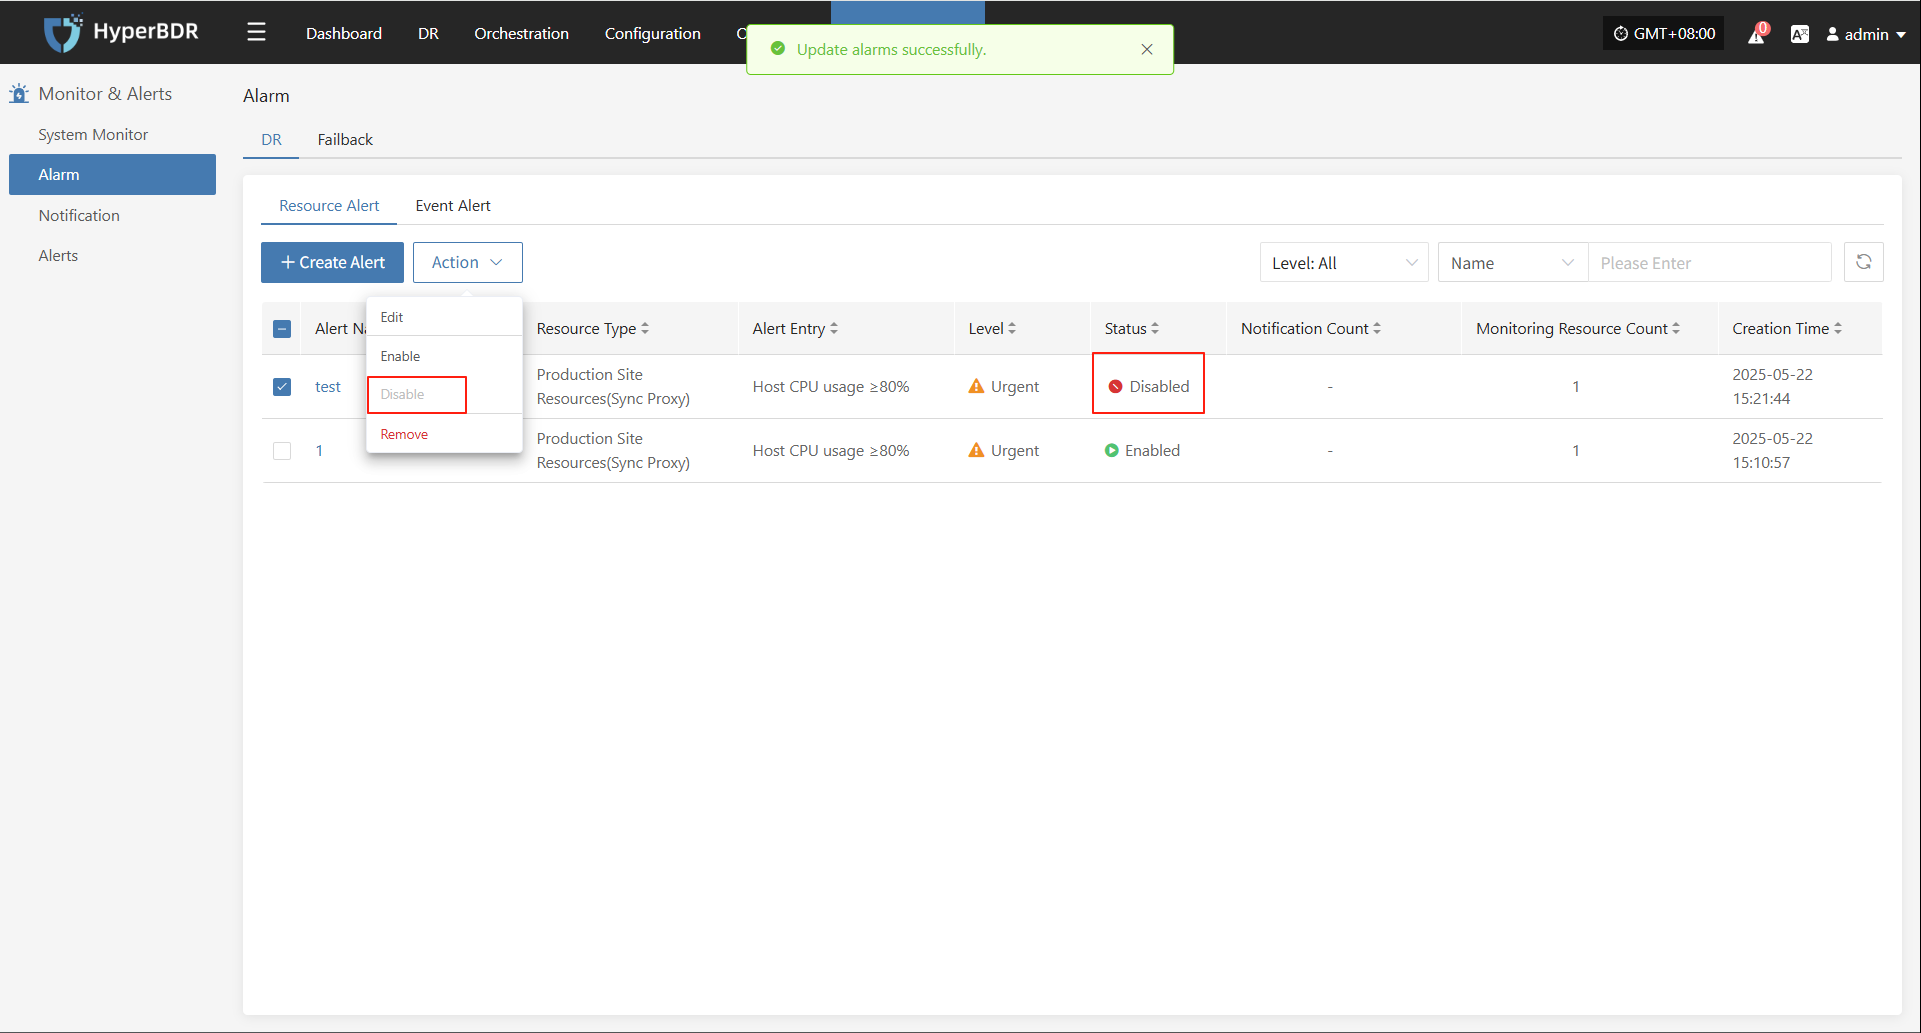 HyperBDR
Dashboard
DR
Orchestration
Configuration
Update alarms successfully.
GMT+08:00
0
admin
Monitor & Alerts
System Monitor
Alarm
Notification
Alerts
Alarm
DR
Failback
Resource Alert
Event Alert
Create Alert
Action
Level: All
Name
Please Enter
Edit
Enable
Disable
Remove
Alert
Resource Type
Alert Entry
Level
Status
Notification Count
Monitoring Resource Count
Creation Time
test
Production Site
Resources(Sync Proxy)
Host CPU usage ≥80%
Urgent
Disabled
-
1
2025-05-22
15:21:44
1
Production Site
Resources(Sync Proxy)
Host CPU usage ≥80%
Urgent
Enabled
-
1
2025-05-22
15:10:57